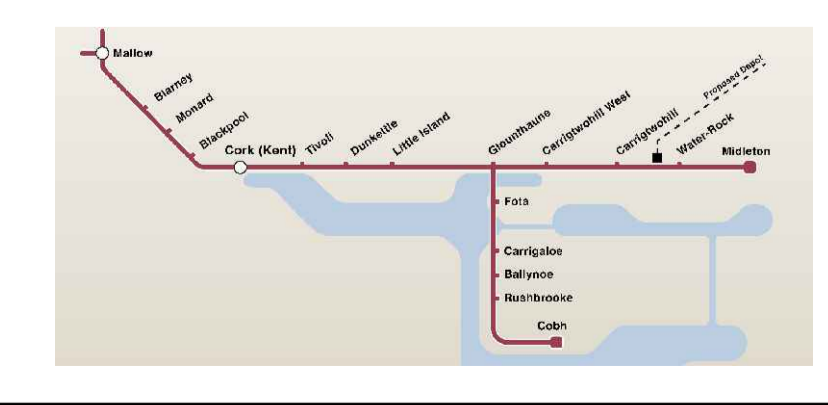 Mallow
Blarney
Monard
Blackpool
Cork (Kent)
Tivoli
Dunkettle
Little Island
Glounthaune
Carrigtwohill West
Carrigtwohill
Proposed Depot
Water-Rock
Midleton
Fota
Carrigaloe
Ballynoe
Rushbrooke
Cobh